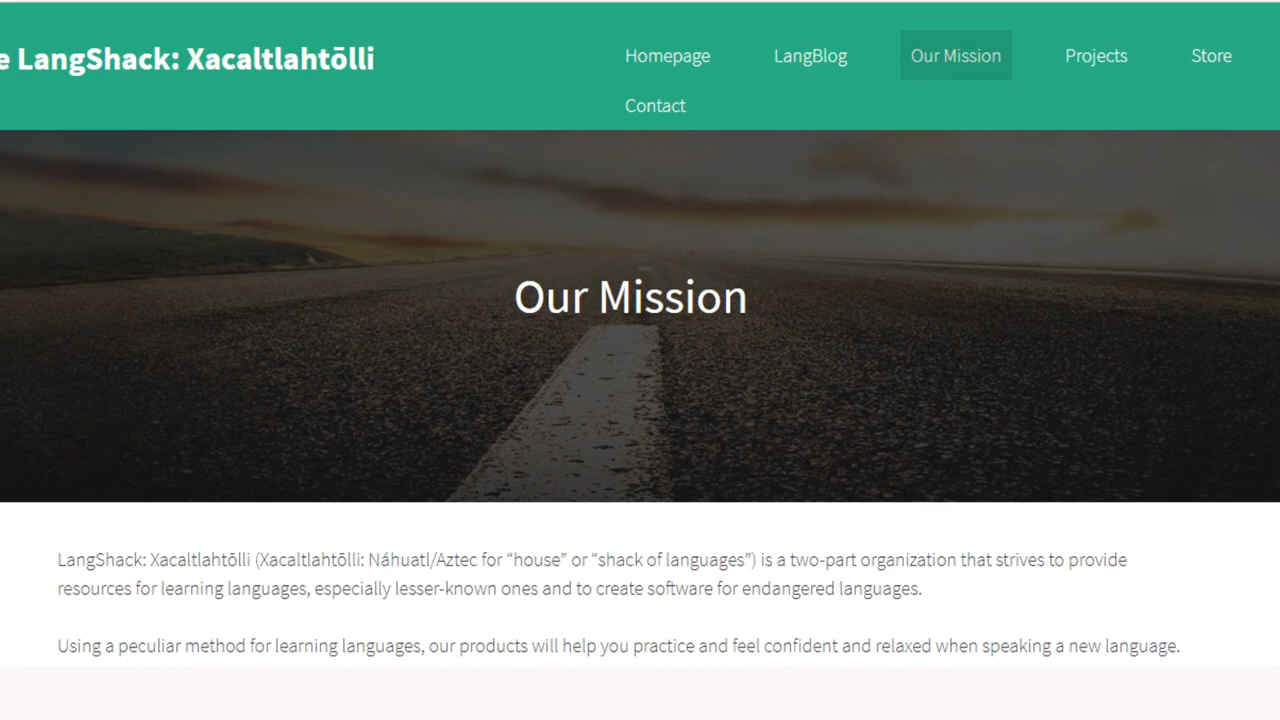 LangShack: Xacaltlahtōlli
Homepage LangBlog Our Mission Projects Store
Contact
Our Mission
LangShack: Xacaltlahtōlli (Xacaltlahtōlli: Náhuatl/Aztec for “house” or “shack of languages”) is a two-part organization that strives to provide
resources for learning languages, especially lesser-known ones and to create software for endangered languages.
Using a peculiar method for learning languages, our products will help you practice and feel confident and relaxed when speaking a new language.